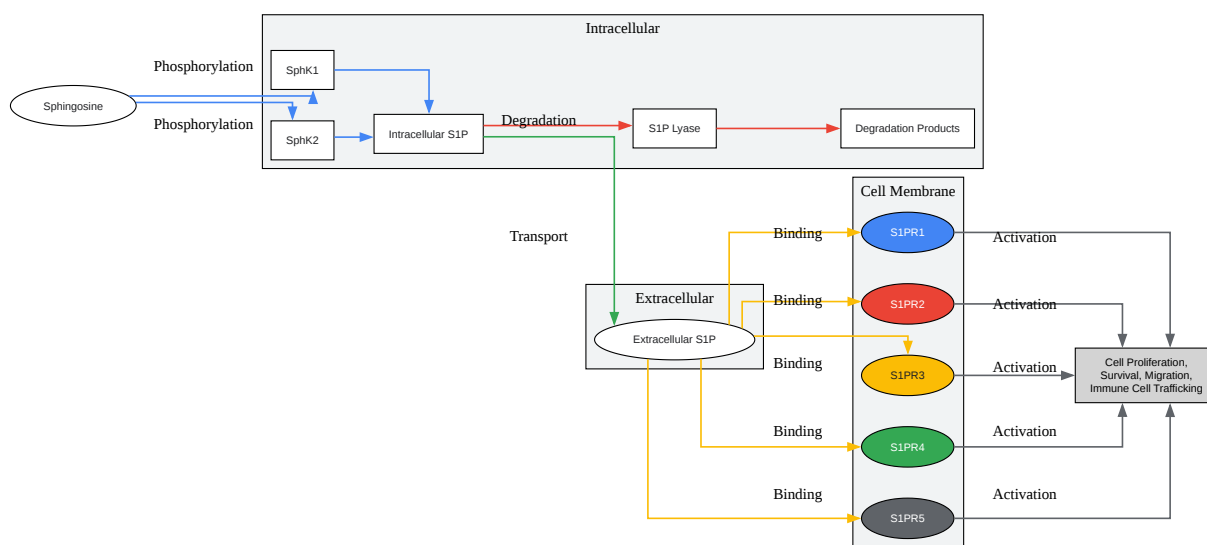 Intracellular
Phosphorylation
SphK1
Sphingosine
Phosphorylation
SphK2
Intracellular S1P
Degradation
S1P Lyase
Degradation Products
Transport
Cell Membrane
Binding
S1PR1
Activation
Extracellular
Extracellular S1P
Binding
S1PR2
Activation
Binding
S1PR3
Activation
Cell Proliferation,
Survival, Migration,
Immune Cell Trafficking
Binding
S1PR4
Activation
Binding
S1PR5
Activation